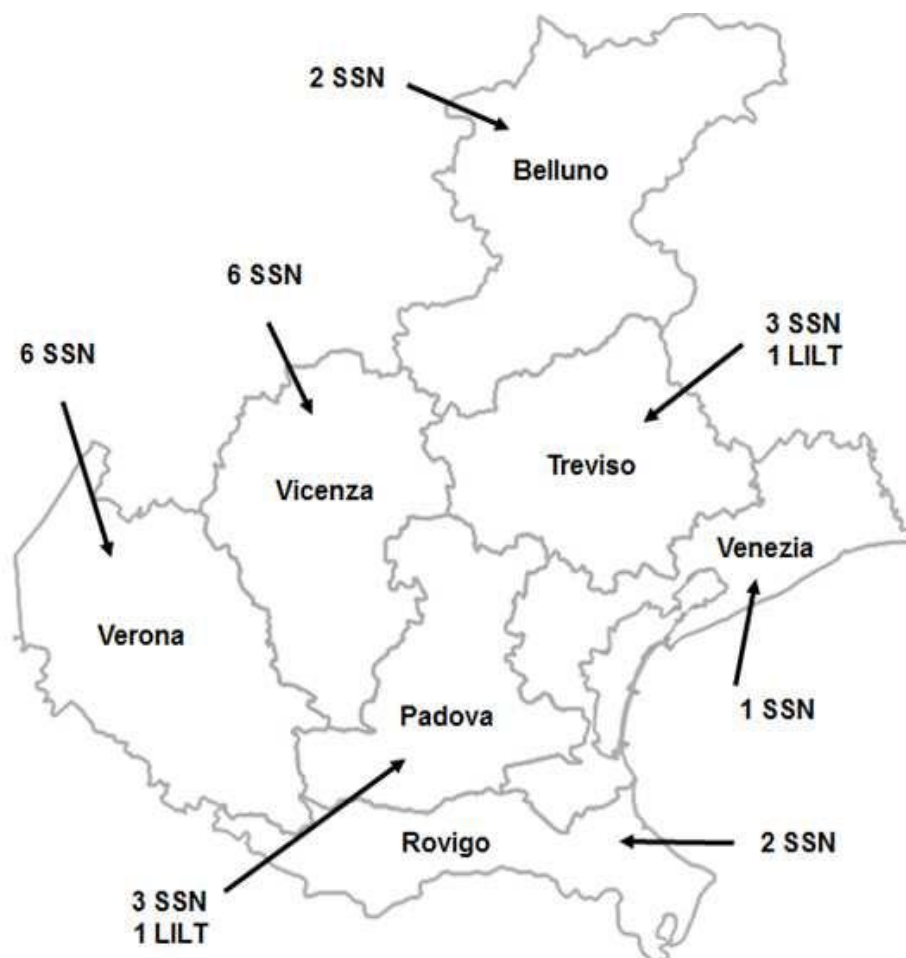 2 SSN
Belluno
6 SSN
3 SSN
1 LILT
6 SSN
Treviso
Vicenza
Venezia
Verona
1 SSN
Padova
Rovigo
2 SSN
3 SSN
1 LILT